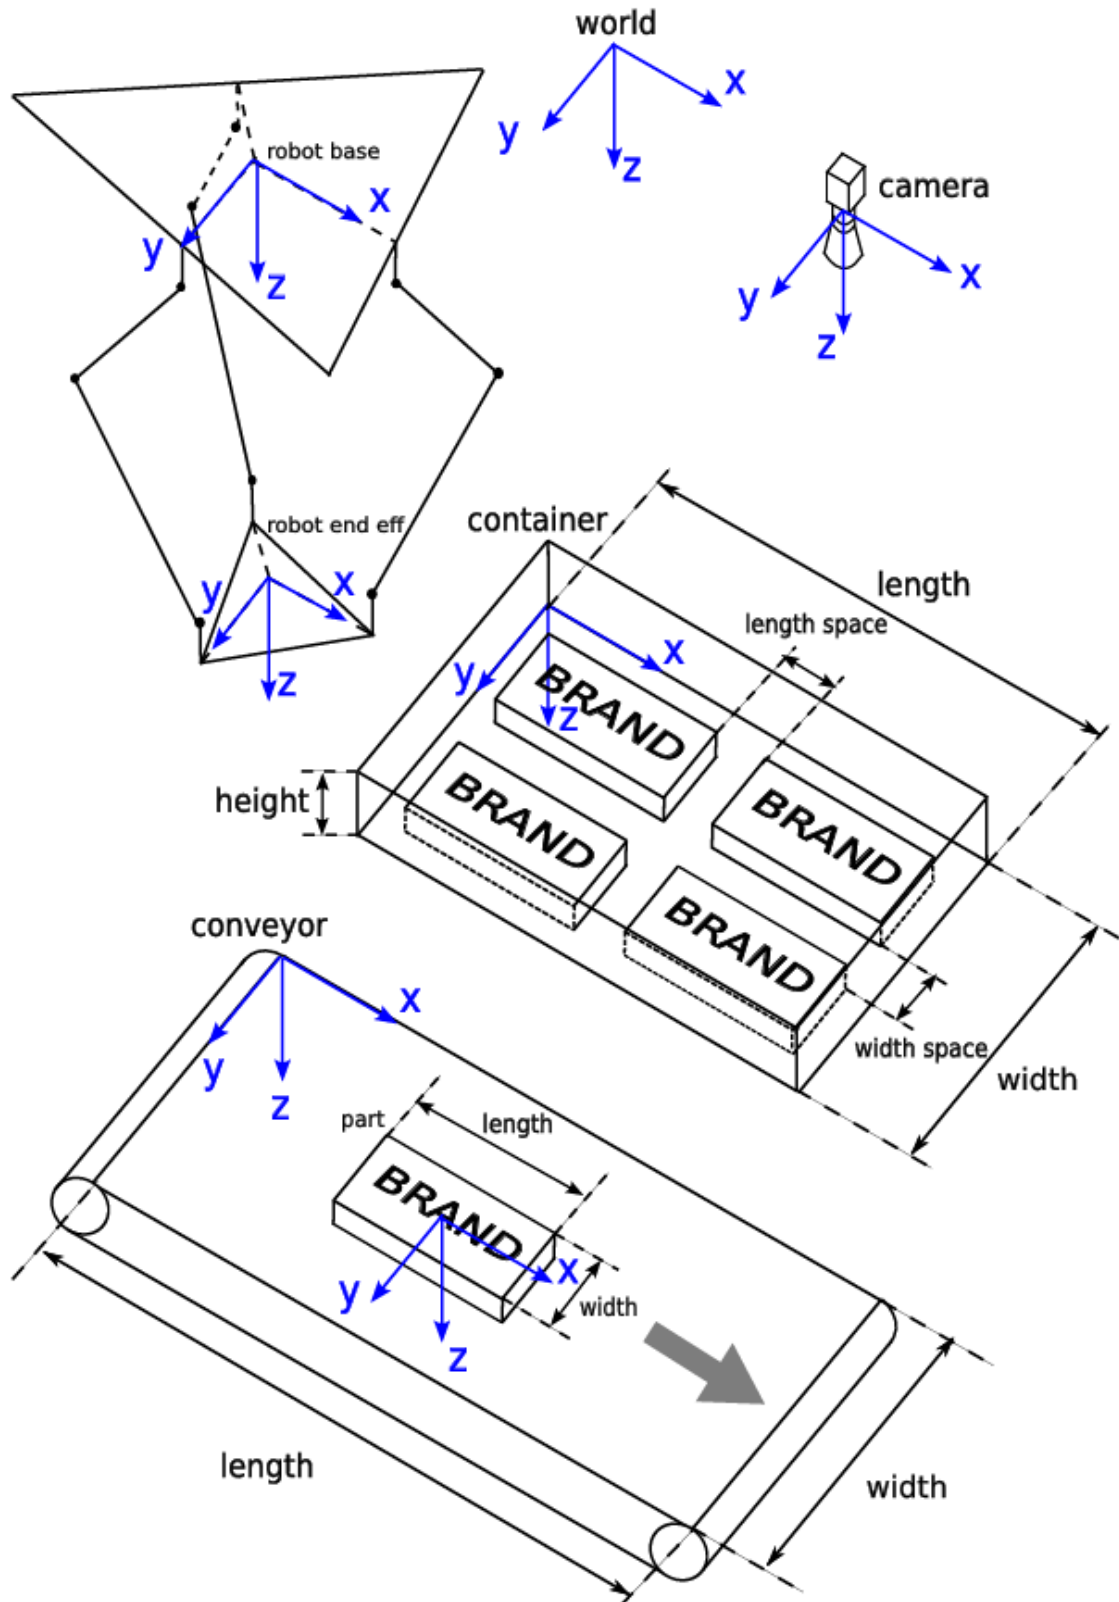 world
x
y
z
robot base
x
y
z
camera
x
y
z
robot end eff
y
x
z
container
length
length space
x
y
z
BRAND
BRAND
BRAND
BRAND
height
width space
width
conveyor
x
y
z
part
length
BRAND
x
y
width
z
length
width